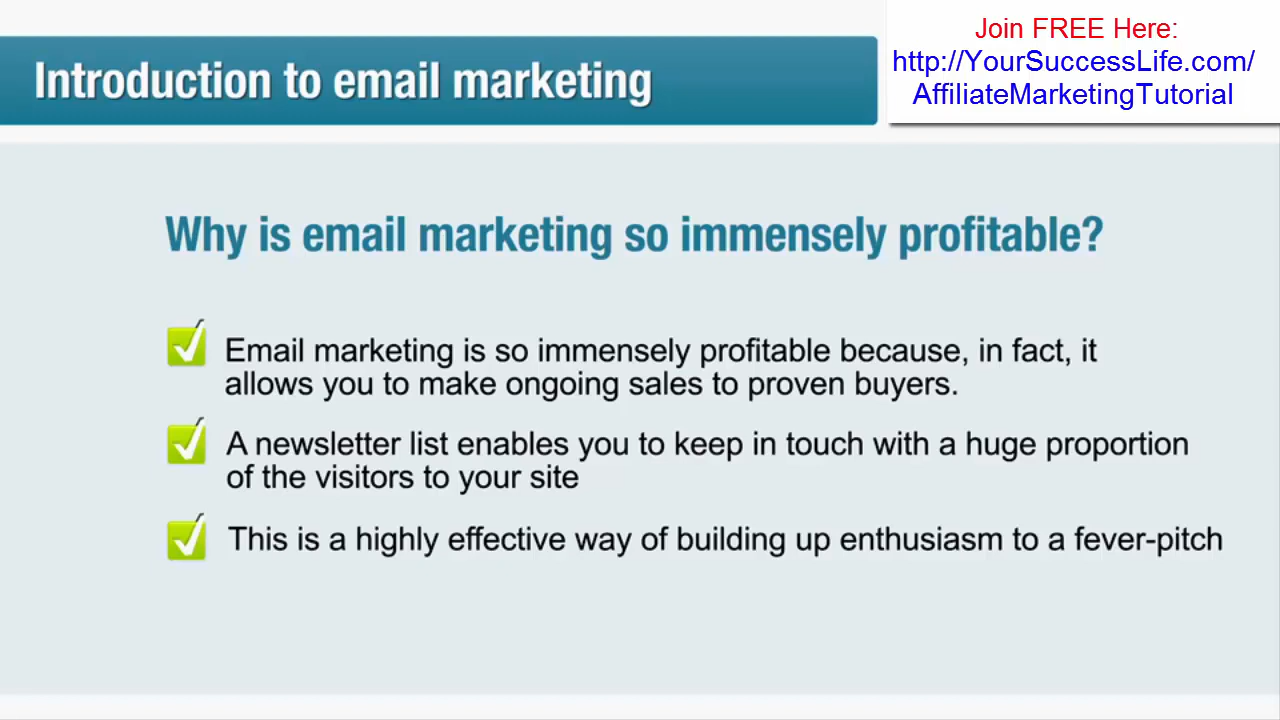 Introduction to email marketing
Join FREE Here:
http://YourSuccessLife.com/
AffiliateMarketingTutorial
Why is email marketing so immensely profitable?
Email marketing is so immensely profitable because, in fact, it
allows you to make ongoing sales to proven buyers.
A newsletter list enables you to keep in touch with a huge proportion
of the visitors to your site
This is a highly effective way of building up enthusiasm to a fever-pitch